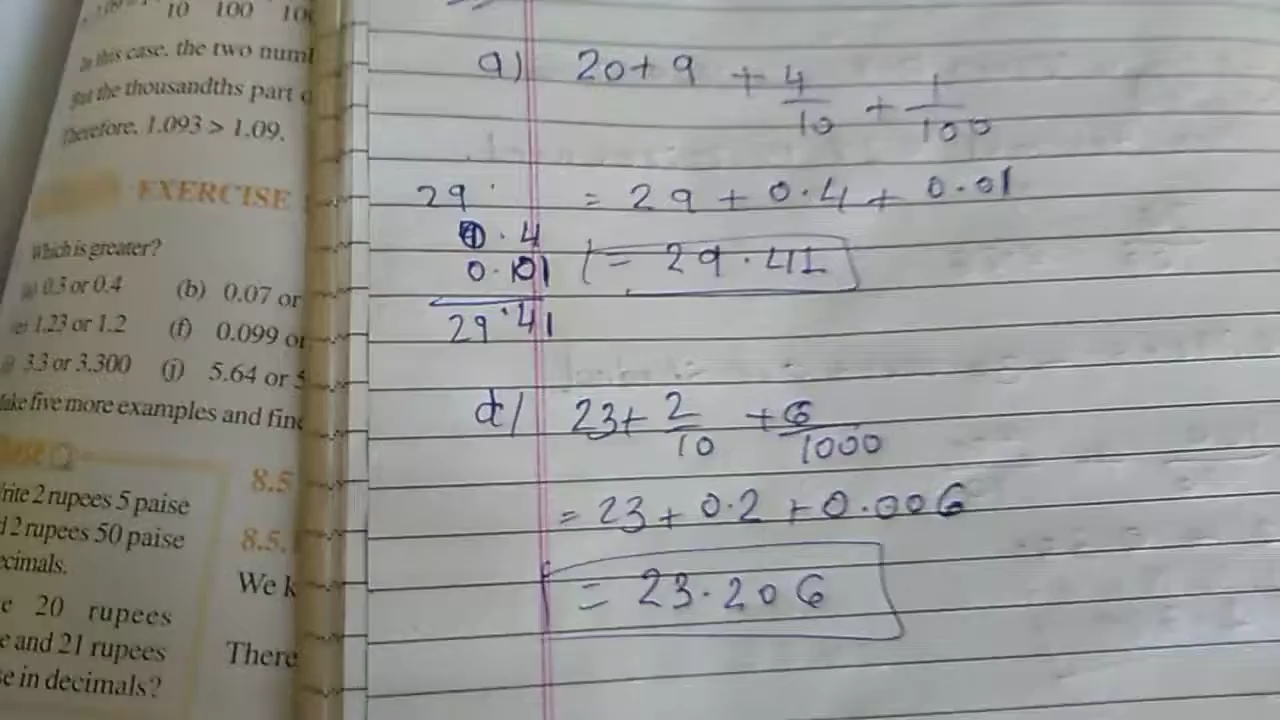 10 100
In this case, the two num
But the thousandths part
Therefore, 1.093 > 1.09.
EXERCISE
Which is greater?
0.3 or 0.4 (b) 0.07 or
1.23 or 1.2 (f) 0.099 or
3.3 or 3.300 (j) 5.64 or 5
Make five more examples and find
Write 2 rupees 5 paise
2 rupees 50 paise
decimals.
20 rupees
and 21 rupees
in decimals?
8.5
8.5.
We k
There
a) 20 + 9 + 4/10 + 1/100
= 29 + 0.4 + 0.01
= 29.41
29.
0.4
0.01
29.41
d) 23 + 2/10 + 6/1000
= 23 + 0.2 + 0.006
= 23.206